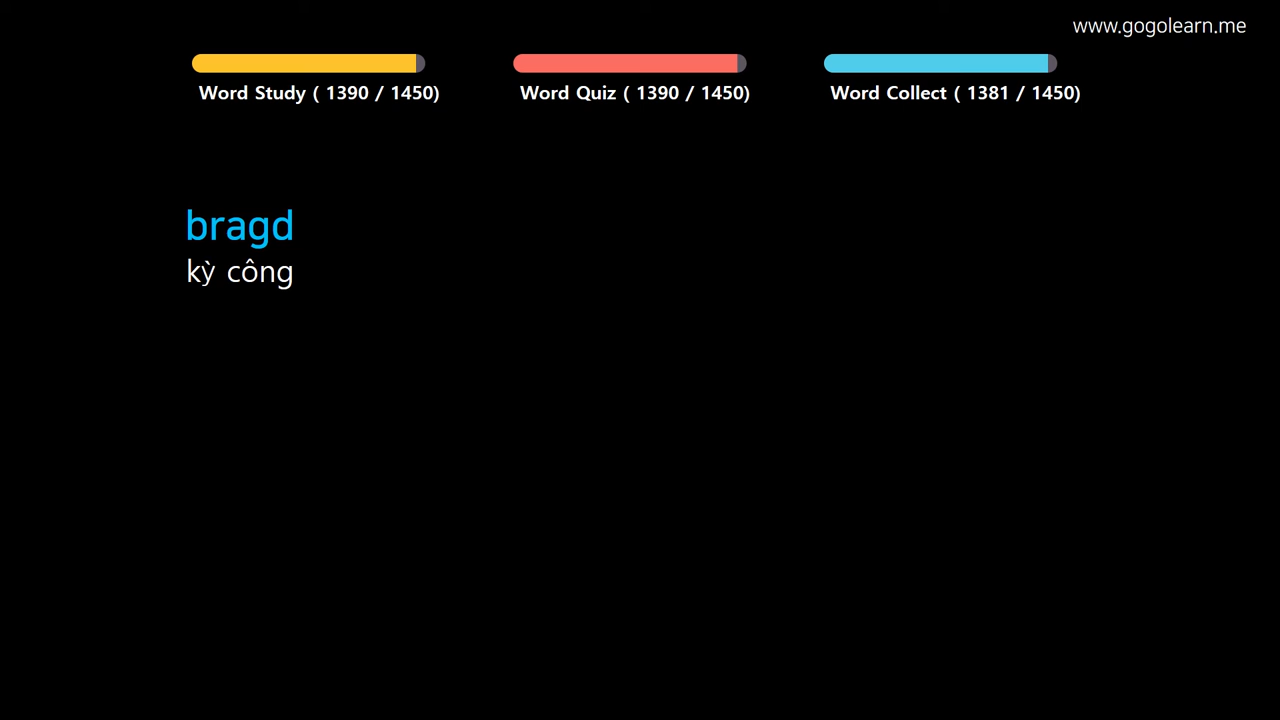 www.gogolearn.me
Word Study ( 1390 / 1450)
Word Quiz ( 1390 / 1450)
Word Collect ( 1381 / 1450)
bragd
kỳ công